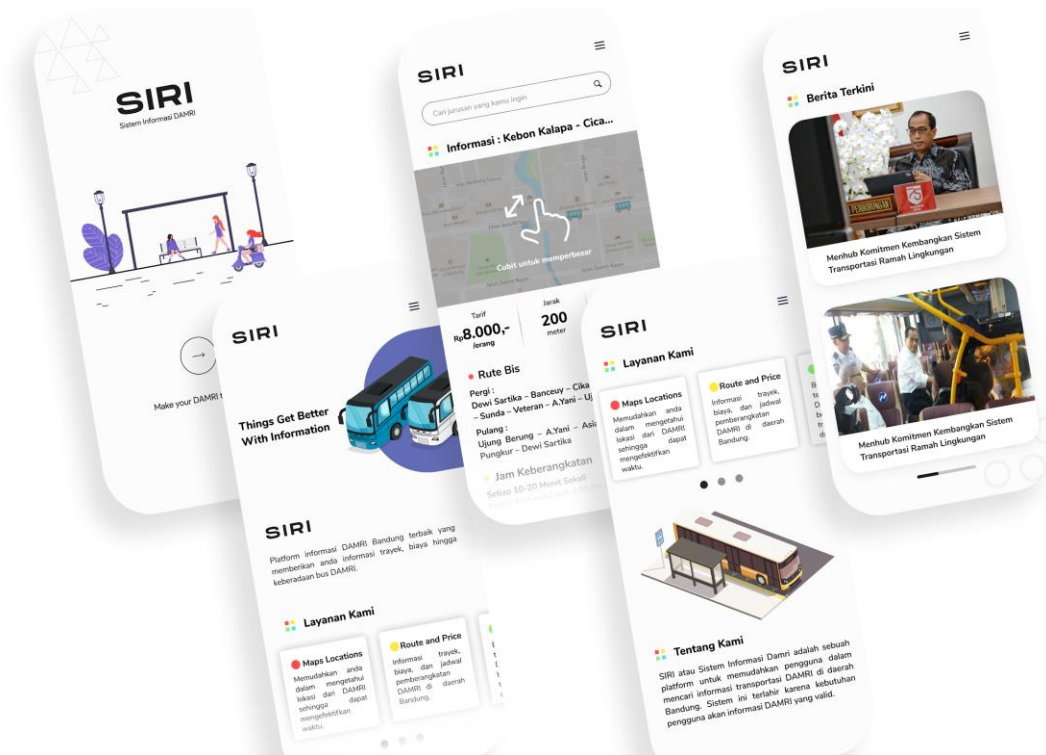 SIRI
Sistem Informasi DAMRI
Make your DAMRI
SIRI
Things Get Better
With Information
SIRI
Platform informasi DAMRI Bandung terbaik yang
memberikan anda informasi trayek, biaya hingga
keberadaan bus DAMRI.
Layanan Kami
Maps Locations
Memudahkan anda
dalam mengetahui
lokasi dari DAMRI
sehingga dapat
mengefektifkan
waktu.
Route and Price
Informasi trayek,
biaya, dan jadwal
pemberangkatan
DAMRI di daerah
Bandung.
SIRI
Cari jurusan yang kamu ingin
Informasi : Kebon Kalapa - Cica...
Cubit untuk memperbesar
Tarif
Rp8.000,-
/orang
Jarak
200
meter
Rute Bis
Pergi :
Dewi Sartika – Banceuy – Cika
– Sunda – Veteran – A.Yani – Uj
Pulang :
Ujung Berung – A.Yani – Asia
Pungkur – Dewi Sartika
Jam Keberangkatan
Setiap 10-20 Menit Sekali
SIRI
Layanan Kami
Maps Locations
Memudahkan anda
dalam mengetahui
lokasi dari DAMRI
sehingga dapat
mengefektifkan
waktu.
Route and Price
Informasi trayek,
biaya, dan jadwal
pemberangkatan
DAMRI di daerah
Bandung.
Tentang Kami
SIRI atau Sistem Informasi Damri adalah sebuah
platform untuk memudahkan pengguna dalam
mencari informasi transportasi DAMRI di daerah
Bandung. Sistem ini terlahir karena kebutuhan
pengguna akan informasi DAMRI yang valid.
SIRI
Berita Terkini
PERHUBUNGAN
75
Menhub Komitmen Kembangkan Sistem
Transportasi Ramah Lingkungan
Menhub Komitmen Kembangkan Sistem
Transportasi Ramah Lingkungan